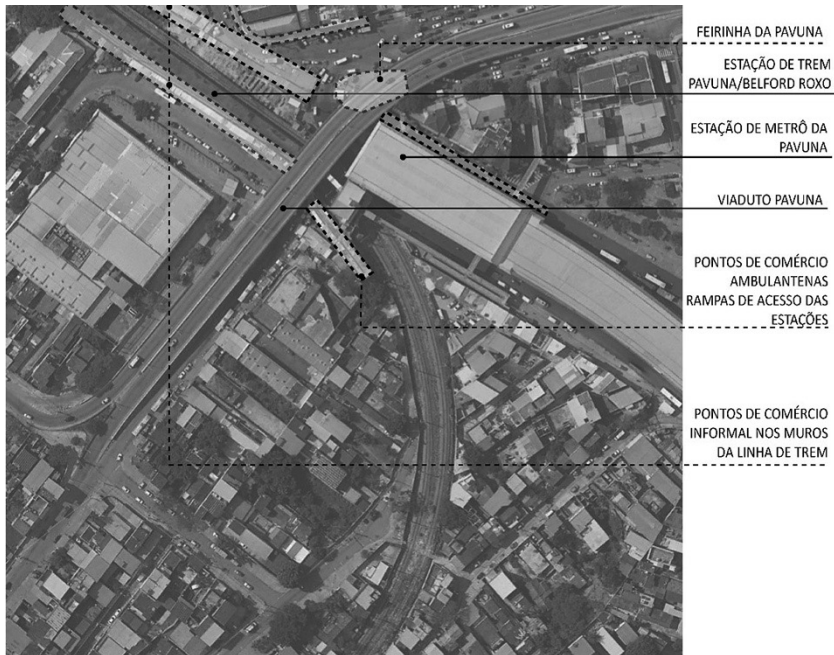 FEIRINHA DA PAVUNA
ESTAÇÃO DE TREM
PAVUNA/BELFORD ROXO
ESTAÇÃO DE METRÔ DA
PAVUNA
VIADUTO PAVUNA
PONTOS DE COMÉRCIO
AMBULANTENAS
RAMPAS DE ACESSO DAS
ESTAÇÕES
PONTOS DE COMÉRCIO
INFORMAL NOS MUROS
DA LINHA DE TREM